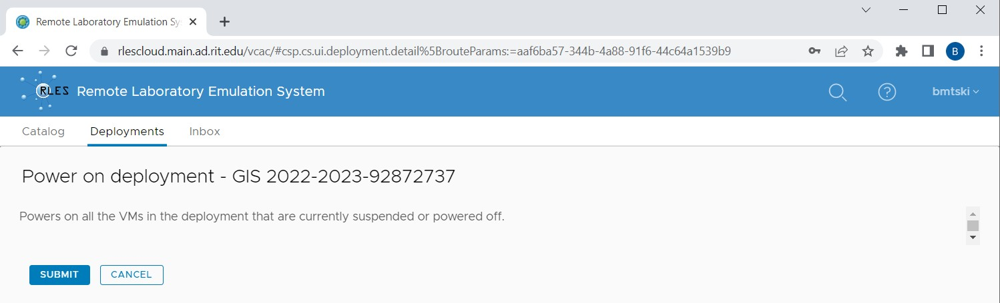 Remote Laboratory Emulation Sy
rlescloud.main.ad.rit.edu/vcac/#csp.cs.ui.deployment.detail%5BrouteParams:=aaf6ba57-344b-4a88-91f6-44c64a1539b9
B
RLES Remote Laboratory Emulation System
?
bmtski
Catalog Deployments Inbox
Power on deployment - GIS 2022-2023-92872737
Powers on all the VMs in the deployment that are currently suspended or powered off.
SUBMIT CANCEL